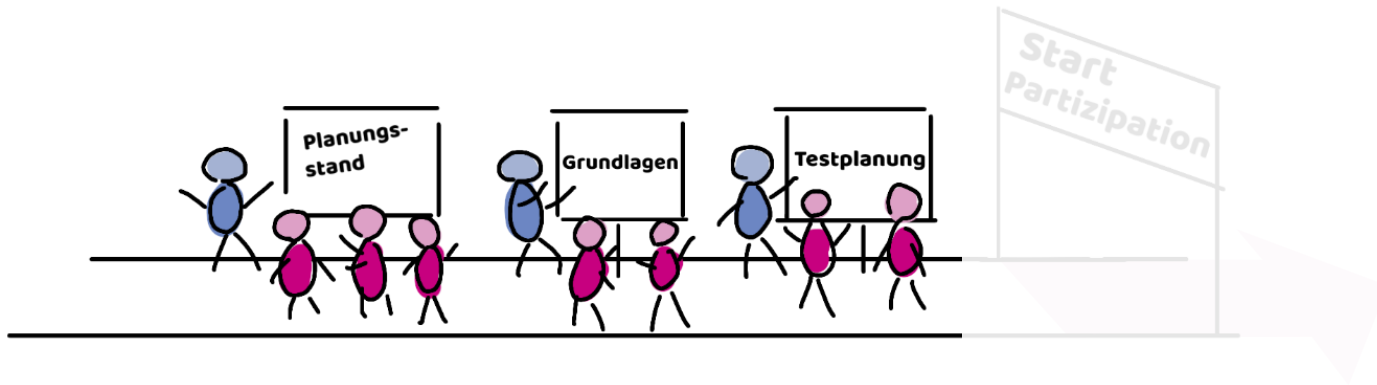 Planungs-
stand
Grundlagen
Testplanung
Start
Partizipation